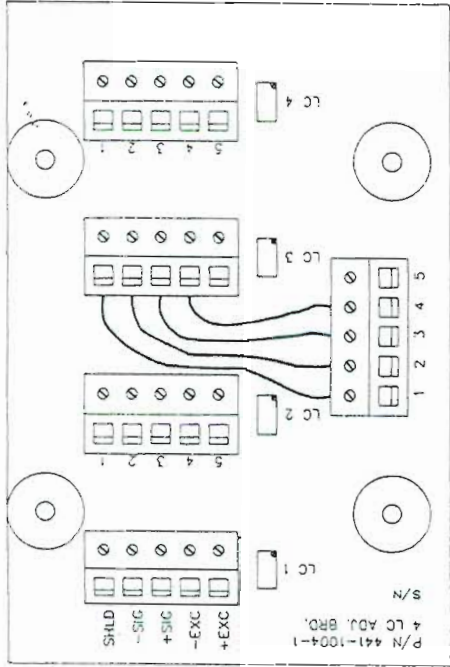 1 2 3 4 5
LC 4
LC 3
1 2 3 4 5
LC 2
1 2 3 4 5
SHLD
-SIG
+SIG
-EXC
+EXC
LC 1
S/N
4 LC ADJ. BRD.
P/N 441-1004-1